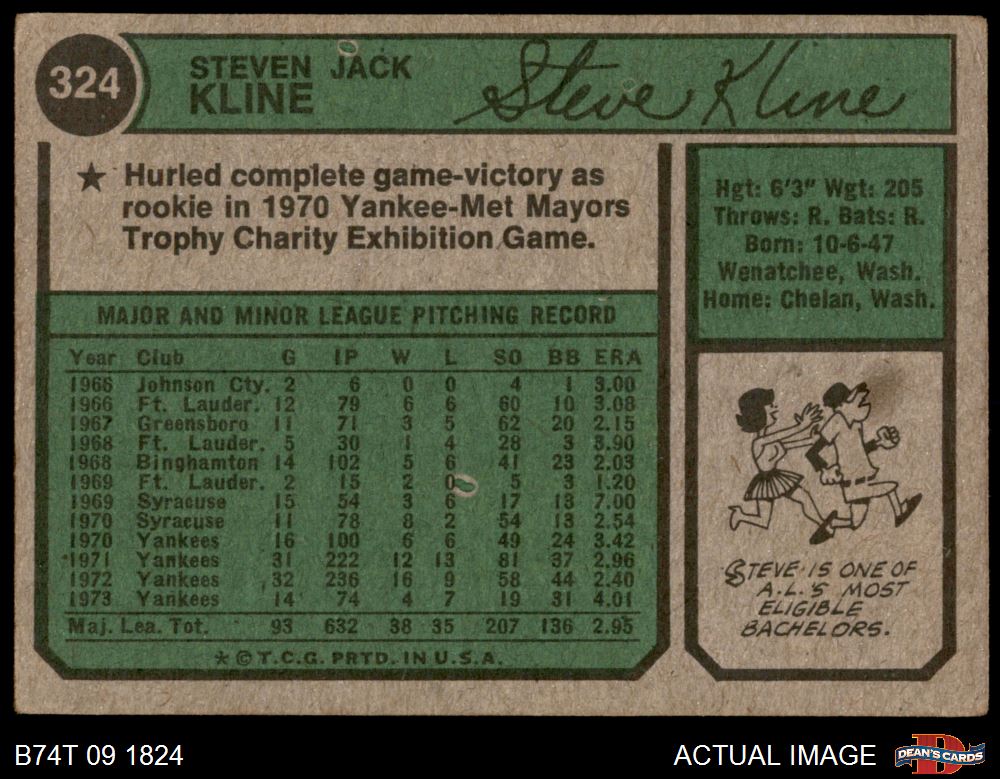 324
STEVEN JACK
KLINE
Steve Kline
★ Hurled complete game-victory as
rookie in 1970 Yankee-Met Mayors
Trophy Charity Exhibition Game.
Hgt: 6'3" Wgt: 205
Throws: R. Bats: R.
Born: 10-6-47
Wenatchee, Wash.
Home: Chelan, Wash.
MAJOR AND MINOR LEAGUE PITCHING RECORD
Year Club G IP W L SO BB ERA
1966 Johnson Cty. 2 6 0 0 4 1 3.00
1966 Ft. Lauder. 12 79 6 6 60 10 3.08
1967 Greensboro 11 71 3 5 62 20 2.15
1968 Ft. Lauder. 5 30 1 4 28 3 3.90
1968 Binghamton 14 102 5 6 41 23 2.03
1969 Ft. Lauder. 2 15 2 0 5 3 1.20
1969 Syracuse 15 54 3 6 17 13 7.00
1970 Syracuse 11 78 8 2 54 13 2.54
1970 Yankees 16 100 6 6 49 24 3.42
1971 Yankees 31 222 12 13 81 37 2.96
1972 Yankees 32 236 16 9 58 44 2.40
1973 Yankees 14 74 4 7 19 31 4.01
Maj. Lea. Tot. 93 632 38 35 207 136 2.95
★ © T.C.G. PRTD. IN U.S.A.
STEVE IS ONE OF
A.L.'S MOST
ELIGIBLE
BACHELORS.
B74T 09 1824
ACTUAL IMAGE
D
DEAN'S CARDS